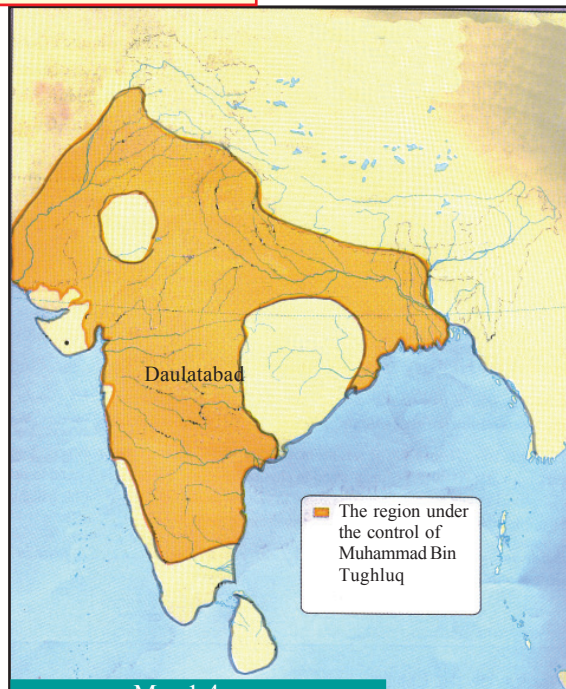 Daulatabad
The region under
the control of
Muhammad Bin
Tughluq